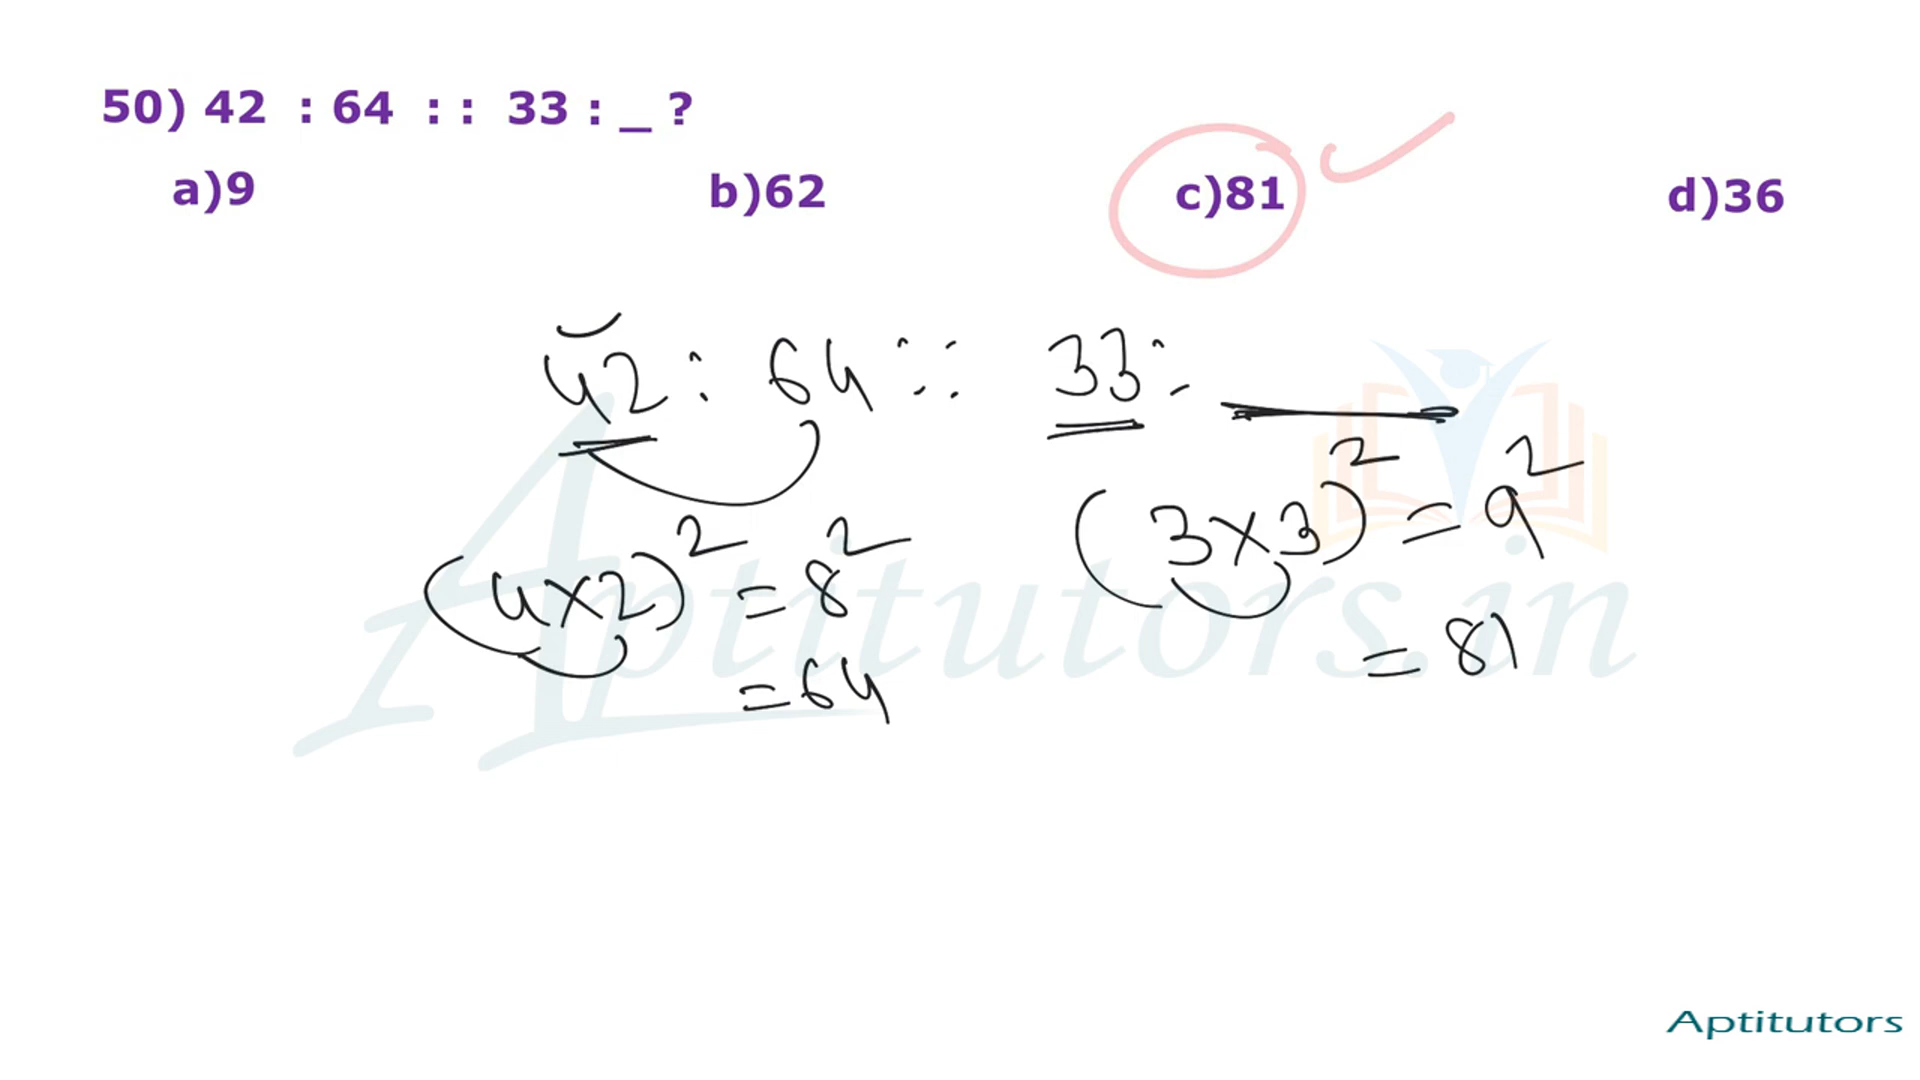 50) 42 : 64 : : 33 : _ ?
a)9 b)62 c)81 d)36
42 : 64 :: 33 : ___
(4×2)² = 8² (3×3)² = 9²
= 64 = 81
Aptitutors.in
Aptitutors